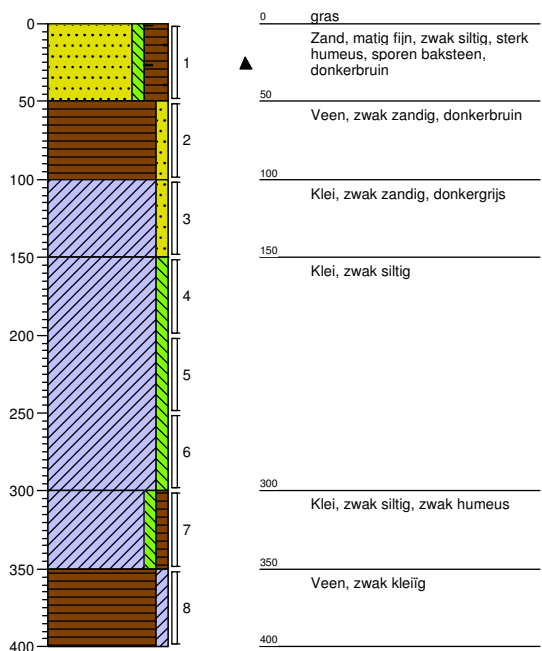 0
50
100
150
200
250
300
350
400
1
2
3
4
5
6
7
8
0 gras
Zand, matig fijn, zwak siltig, sterk
humeus, sporen baksteen,
donkerbruin
50
Veen, zwak zandig, donkerbruin
100
Klei, zwak zandig, donkergrijs
150
Klei, zwak siltig
300
Klei, zwak siltig, zwak humeus
350
Veen, zwak kleiïg
400